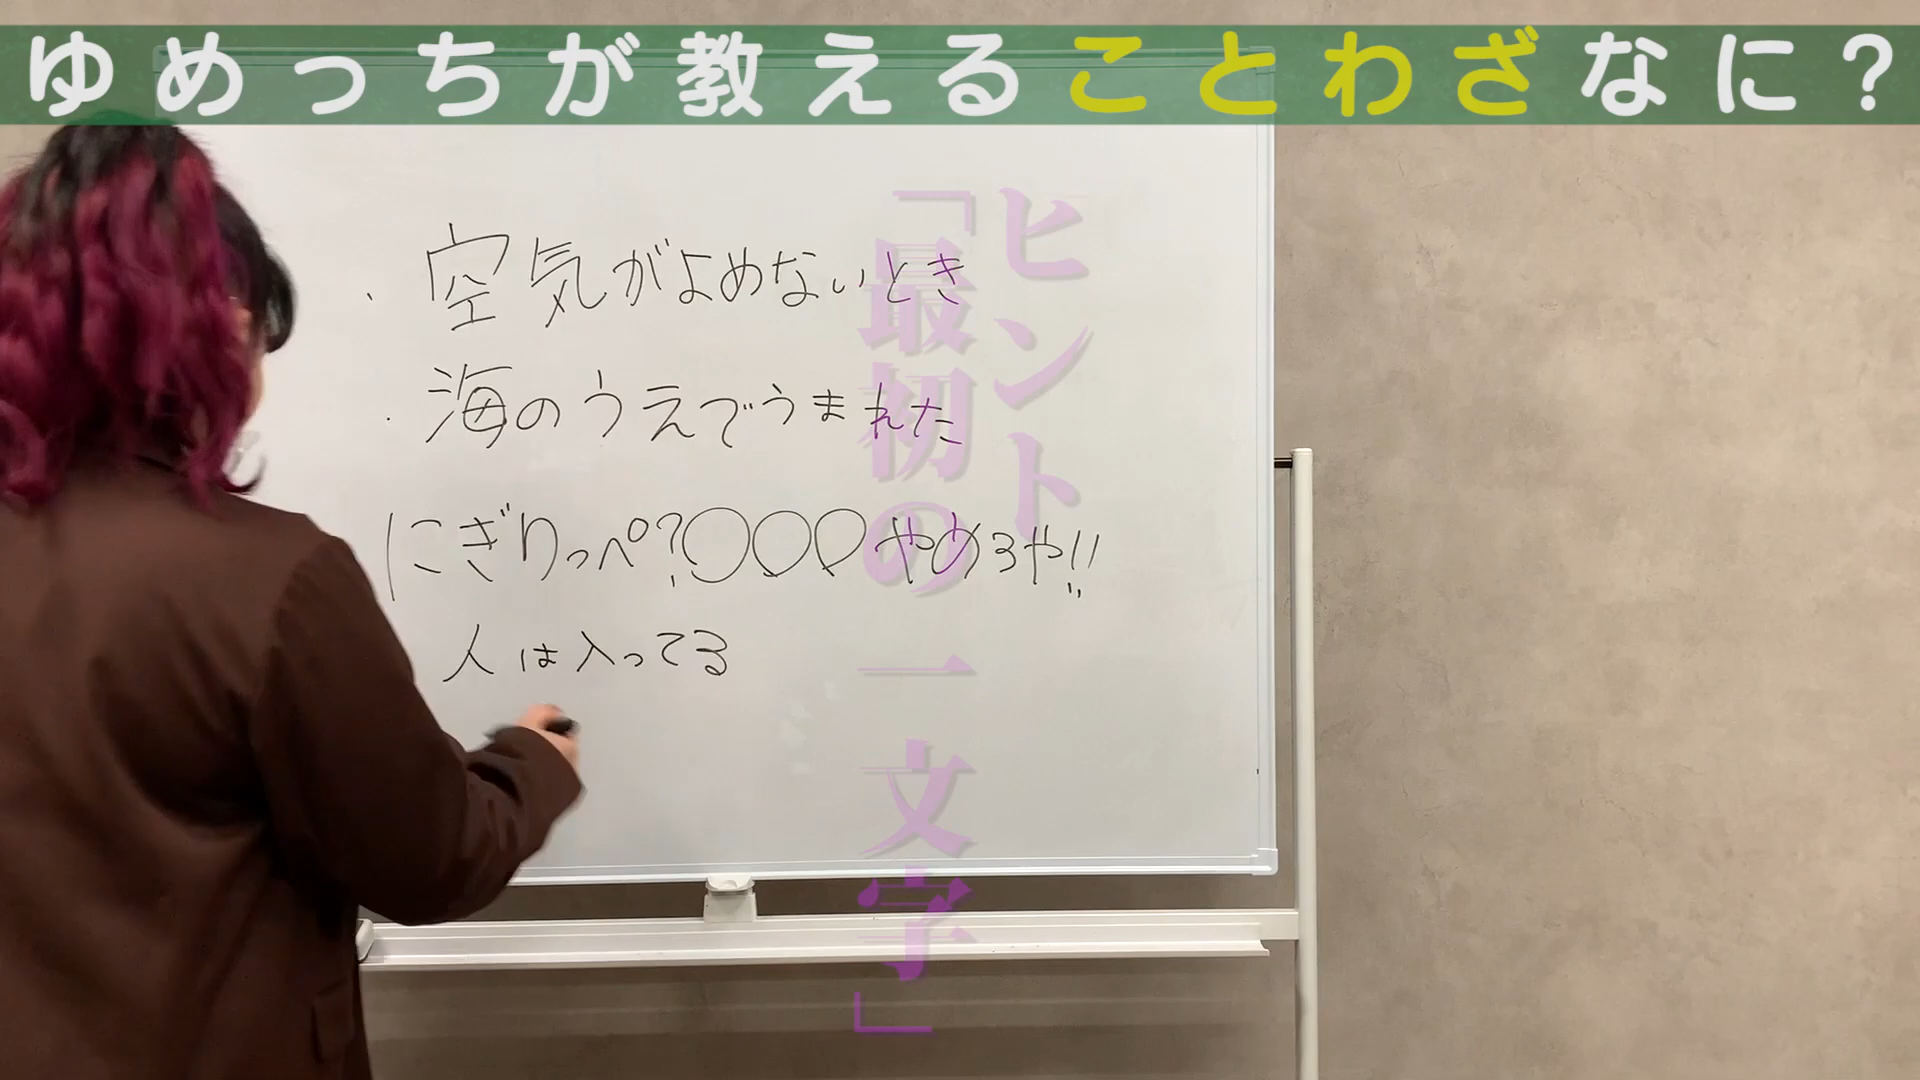 ゆめっちが教えることわざなに？
ヒント
「最初の一文字」
・空気がよめないとき
・海のうえでうまれた
にぎりっぺ?〇〇〇やめろや!!
人は入ってる